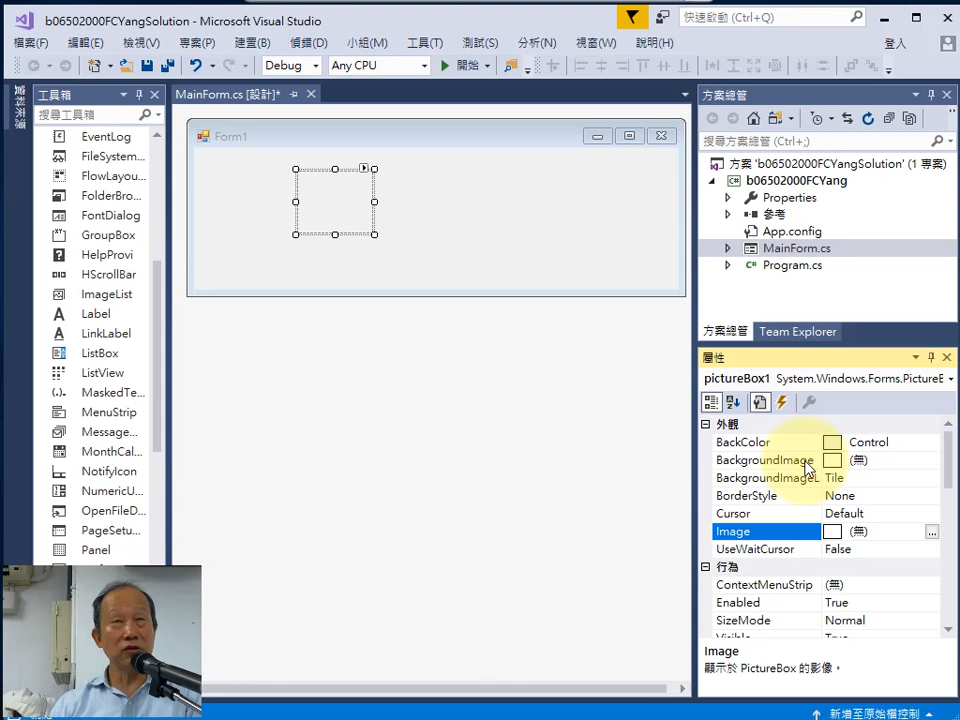 b06502000FCYangSolution - Microsoft Visual Studio
快速啟動 (Ctrl+Q)
檔案(F) 編輯(E) 檢視(V) 專案(P) 建置(B) 偵錯(D) 小組(M) 工具(T) 測試(S) 分析(N) 視窗(W) 說明(H) 登入
Debug Any CPU 開始
資料來源
工具箱
搜尋工具箱
EventLog
FileSystem...
FlowLayou...
FolderBro...
FontDialog
GroupBox
HelpProvi
HScrollBar
ImageList
Label
LinkLabel
ListBox
ListView
MaskedTe...
MenuStrip
Message...
MonthCal...
NotifyIcon
NumericU...
OpenFileD...
PageSetu...
Panel
MainForm.cs [設計]*
Form1
方案總管
搜尋方案總管 (Ctrl+;)
方案 'b06502000FCYangSolution' (1 專案)
b06502000FCYang
Properties
參考
App.config
MainForm.cs
Program.cs
方案總管 Team Explorer
屬性
pictureBox1 System.Windows.Forms.PictureB
外觀
BackColor Control
BackgroundImage (無)
BackgroundImageL Tile
BorderStyle None
Cursor Default
Image (無) ...
UseWaitCursor False
行為
ContextMenuStrip (無)
Enabled True
SizeMode Normal
Visible True
Image
顯示於 PictureBox 的影像。
新增至原始檔控制